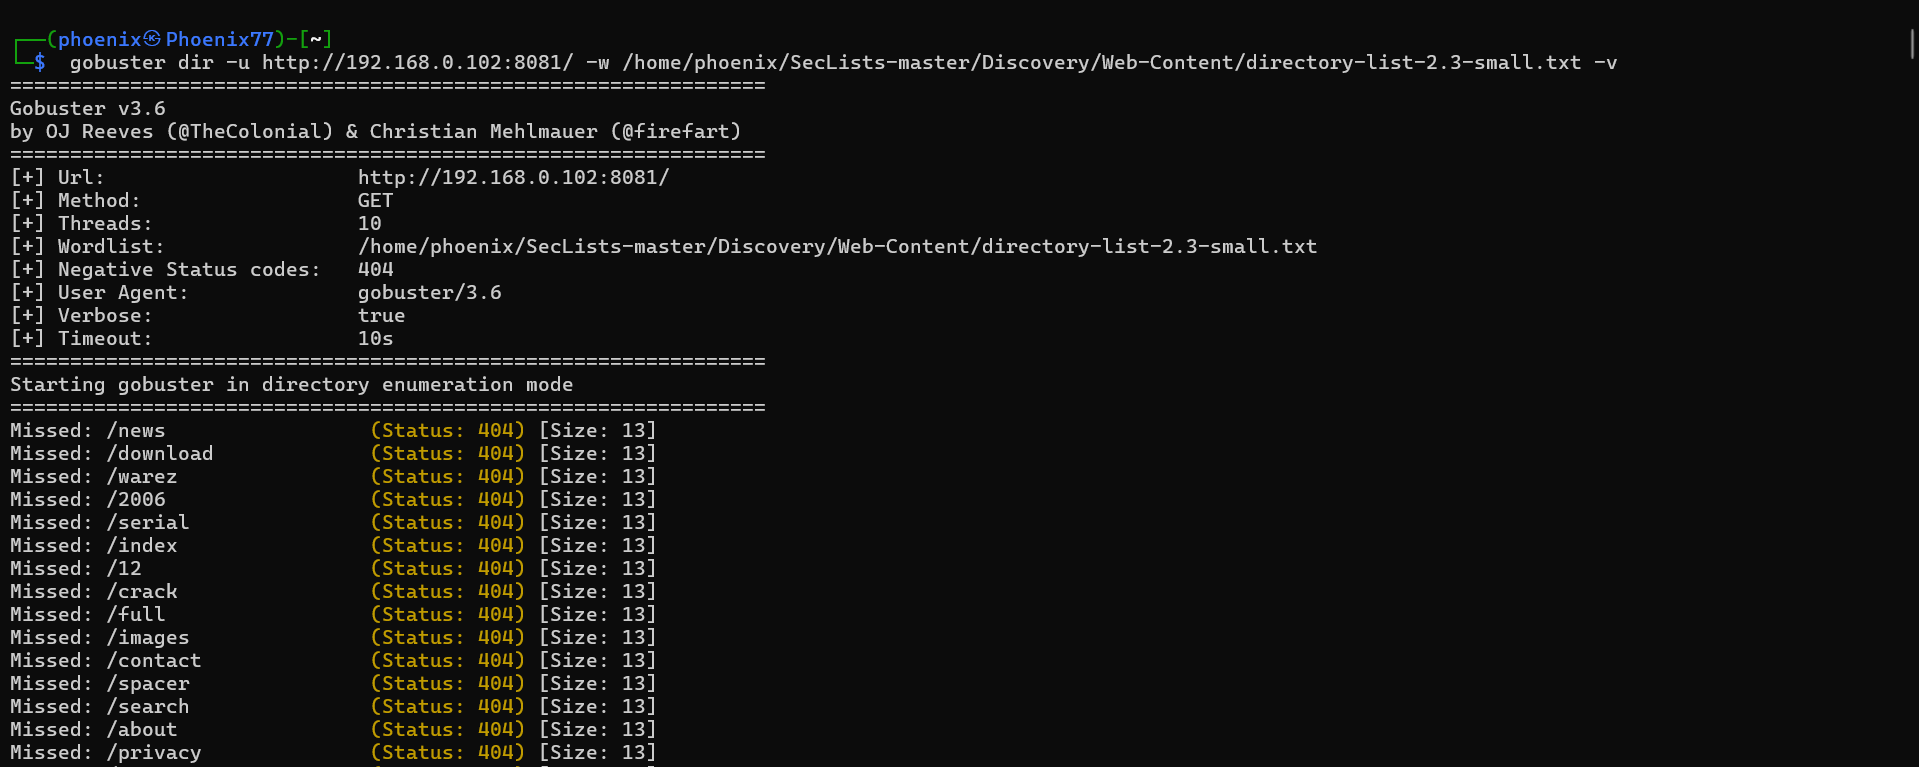 ┌──(phoenix㉿Phoenix77)-[~]
└─$ gobuster dir -u http://192.168.0.102:8081/ -w /home/phoenix/SecLists-master/Discovery/Web-Content/directory-list-2.3-small.txt -v
===============================================================
Gobuster v3.6
by OJ Reeves (@TheColonial) & Christian Mehlmauer (@firefart)
===============================================================
[+] Url:                     http://192.168.0.102:8081/
[+] Method:                  GET
[+] Threads:                 10
[+] Wordlist:                /home/phoenix/SecLists-master/Discovery/Web-Content/directory-list-2.3-small.txt
[+] Negative Status codes:   404
[+] User Agent:              gobuster/3.6
[+] Verbose:                 true
[+] Timeout:                 10s
===============================================================
Starting gobuster in directory enumeration mode
===============================================================
Missed: /news                 (Status: 404) [Size: 13]
Missed: /download             (Status: 404) [Size: 13]
Missed: /warez                (Status: 404) [Size: 13]
Missed: /2006                 (Status: 404) [Size: 13]
Missed: /serial               (Status: 404) [Size: 13]
Missed: /index                (Status: 404) [Size: 13]
Missed: /12                   (Status: 404) [Size: 13]
Missed: /crack                (Status: 404) [Size: 13]
Missed: /full                 (Status: 404) [Size: 13]
Missed: /images               (Status: 404) [Size: 13]
Missed: /contact              (Status: 404) [Size: 13]
Missed: /spacer               (Status: 404) [Size: 13]
Missed: /search               (Status: 404) [Size: 13]
Missed: /about                (Status: 404) [Size: 13]
Missed: /privacy              (Status: 404) [Size: 13]